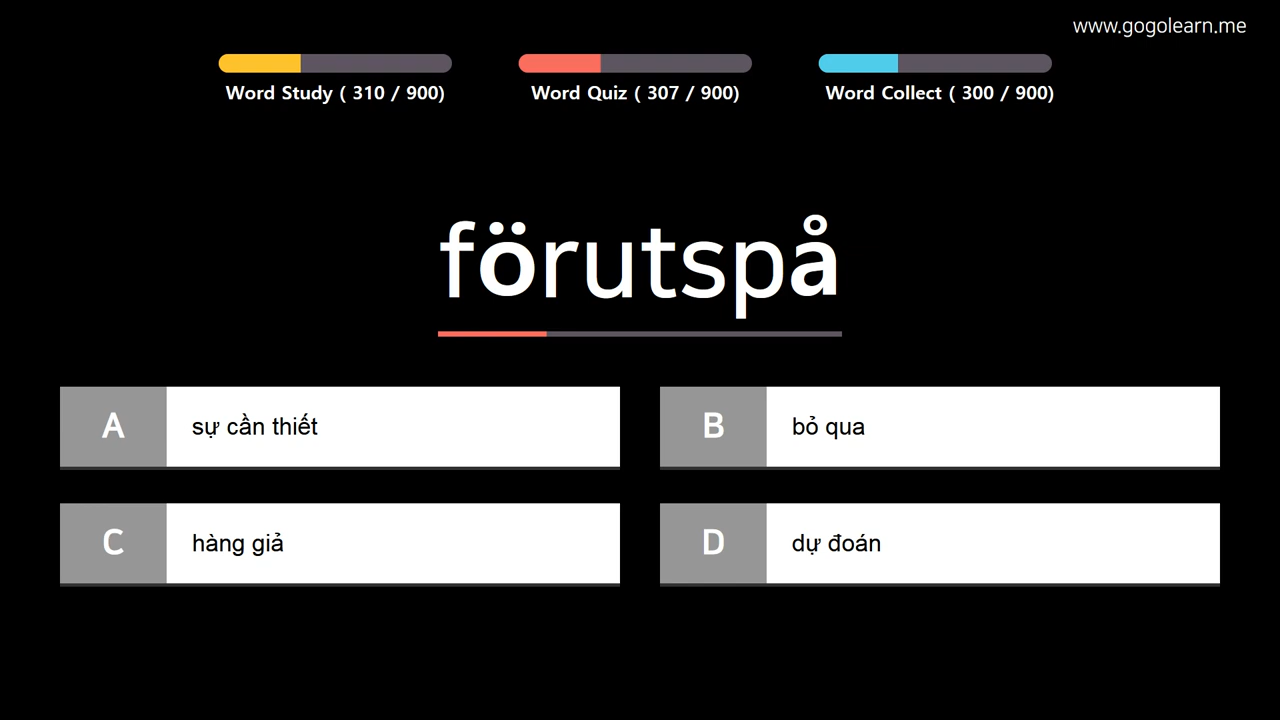 www.gogolearn.me
Word Study ( 310 / 900)
Word Quiz ( 307 / 900)
Word Collect ( 300 / 900)
förutspå
A sự cần thiết
B bỏ qua
C hàng giả
D dự đoán